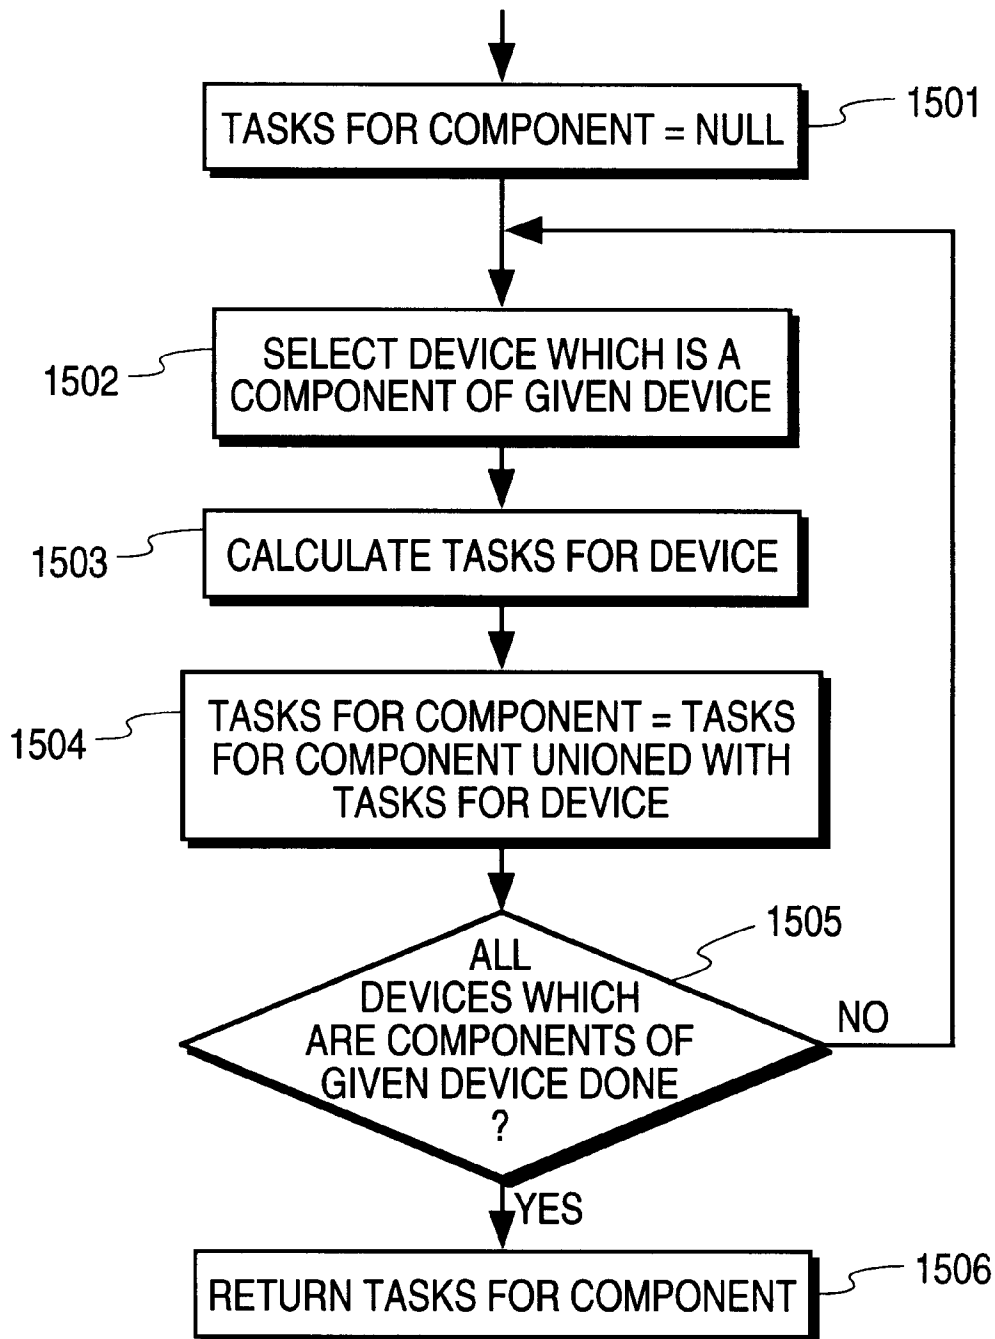 TASKS FOR COMPONENT = NULL
1501
SELECT DEVICE WHICH IS A
COMPONENT OF GIVEN DEVICE
1502
CALCULATE TASKS FOR DEVICE
1503
TASKS FOR COMPONENT = TASKS
FOR COMPONENT UNIONED WITH
TASKS FOR DEVICE
1504
1505
ALL
DEVICES WHICH
ARE COMPONENTS OF
GIVEN DEVICE DONE
?
NO
YES
RETURN TASKS FOR COMPONENT
1506